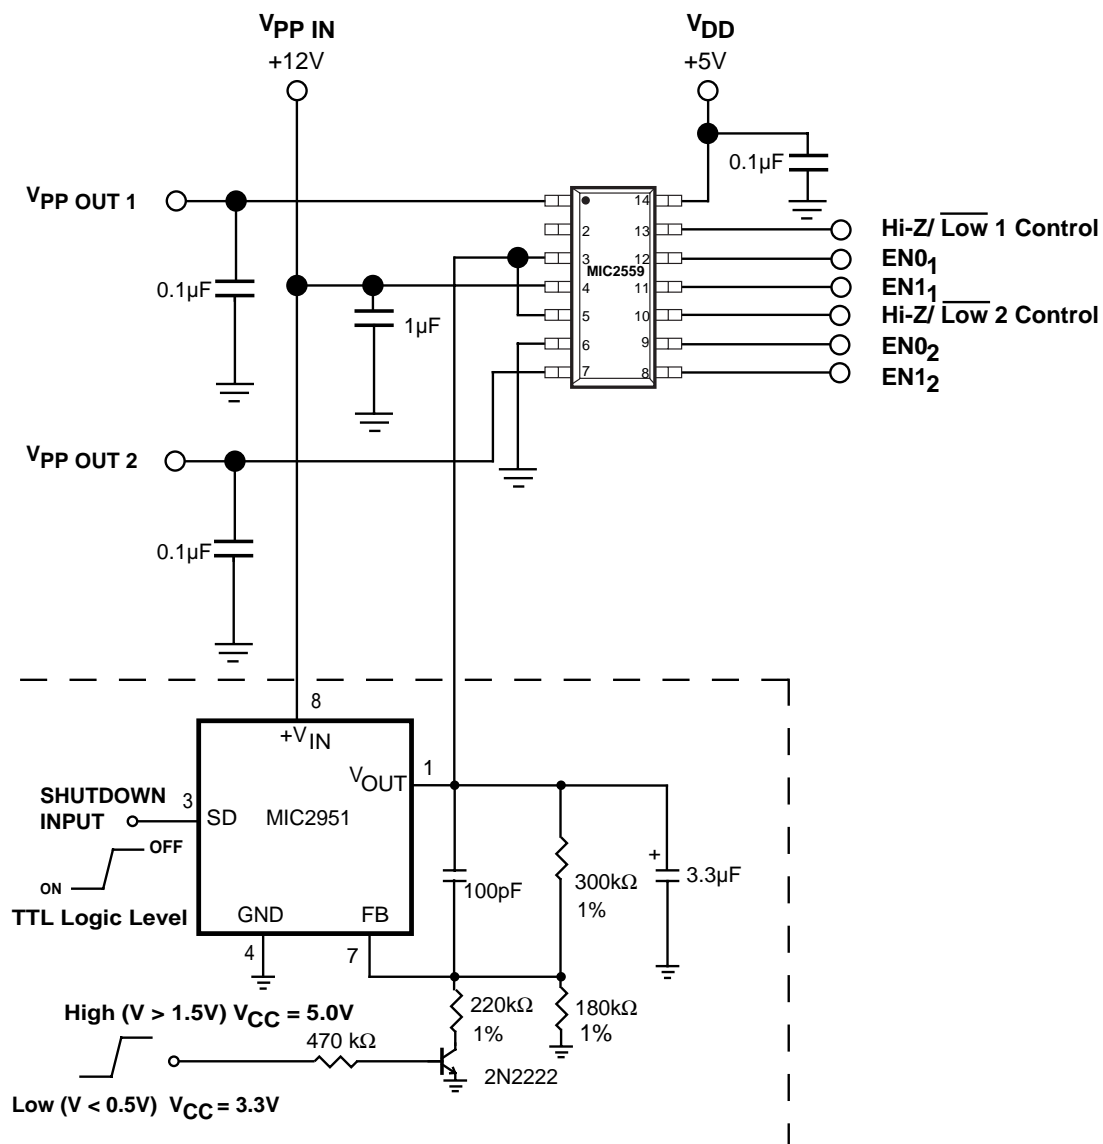 VPP IN
+12V
VDD
+5V
0.1µF
VPP OUT 1
14
2
13
Hi-Z/ Low 1 Control
3
12
EN01
MIC2559
0.1µF
4
11
EN11
1µF
5
10
Hi-Z/ Low 2 Control
6
9
EN02
7
8
EN12
VPP OUT 2
0.1µF
8
+VIN
1
VOUT
SHUTDOWN
INPUT
3
SD
MIC2951
OFF
ON
TTL Logic Level
100pF
300kΩ
1%
+
3.3µF
GND
FB
4
7
High (V > 1.5V) VCC = 5.0V
220kΩ
1%
180kΩ
1%
470 kΩ
2N2222
Low (V < 0.5V) VCC = 3.3V